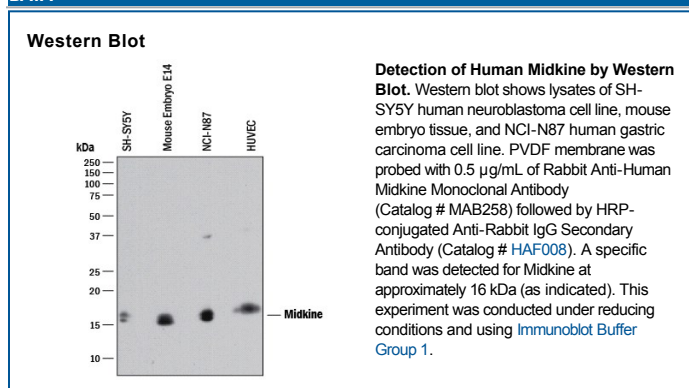 Western Blot
SH-SY5Y
Mouse Embryo E14
NCI-N87
HUVEC
kDa
250
150
100
75
50
37
25
20
15
10
Midkine
Detection of Human Midkine by Western
Blot. Western blot shows lysates of SH-
SY5Y human neuroblastoma cell line, mouse
embryo tissue, and NCI-N87 human gastric
carcinoma cell line. PVDF membrane was
probed with 0.5 µg/mL of Rabbit Anti-Human
Midkine Monoclonal Antibody
(Catalog # MAB258) followed by HRP-
conjugated Anti-Rabbit IgG Secondary
Antibody (Catalog # HAF008). A specific
band was detected for Midkine at
approximately 16 kDa (as indicated). This
experiment was conducted under reducing
conditions and using Immunoblot Buffer
Group 1.